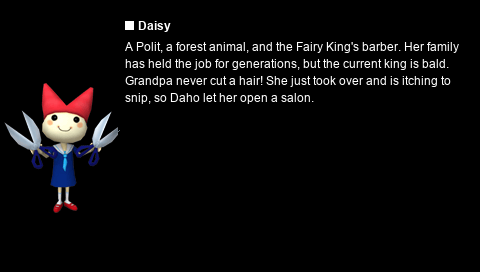 Daisy
A Polit, a forest animal, and the Fairy King's barber. Her family
has held the job for generations, but the current king is bald.
Grandpa never cut a hair! She just took over and is itching to
snip, so Daho let her open a salon.